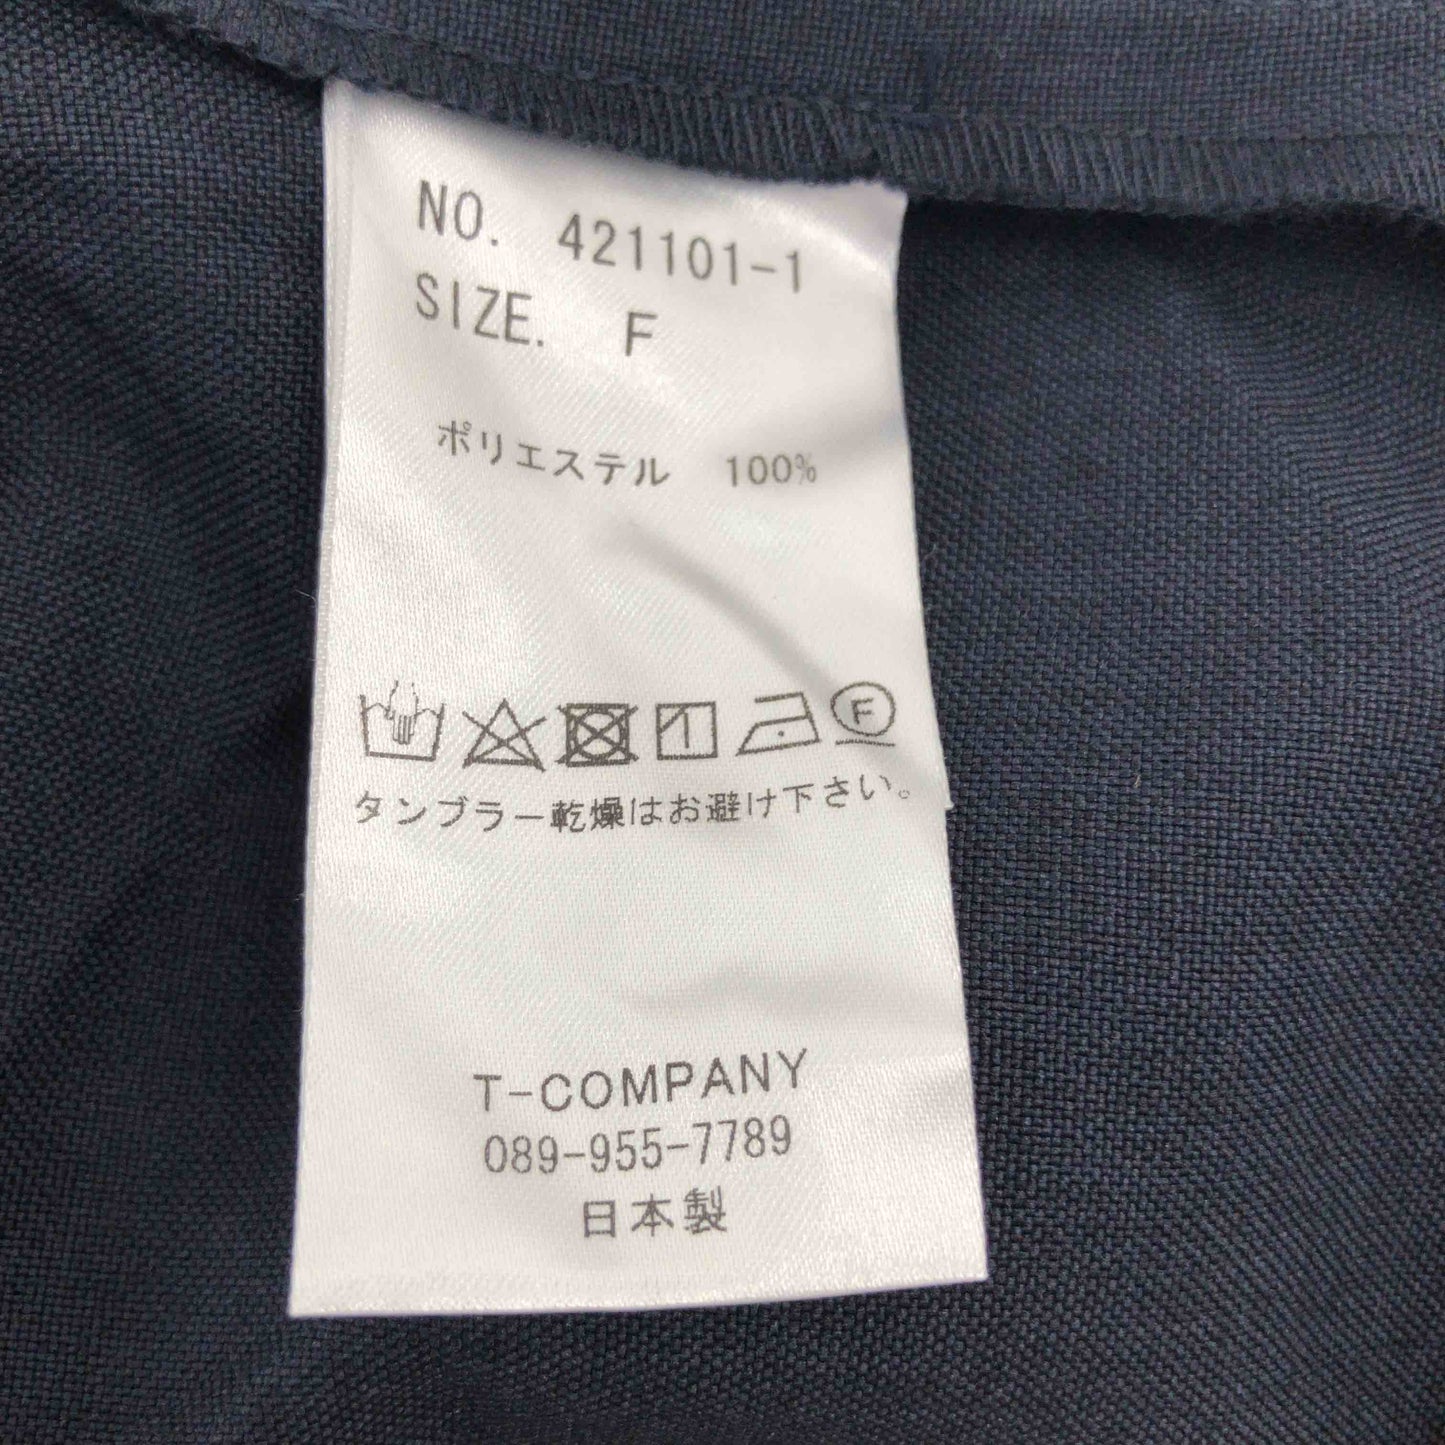 NO. 421101-1
SIZE. F
ポリエステル 100%
F
タンブラー乾燥はお避け下さい。
T-COMPANY
089-955-7789
日本製